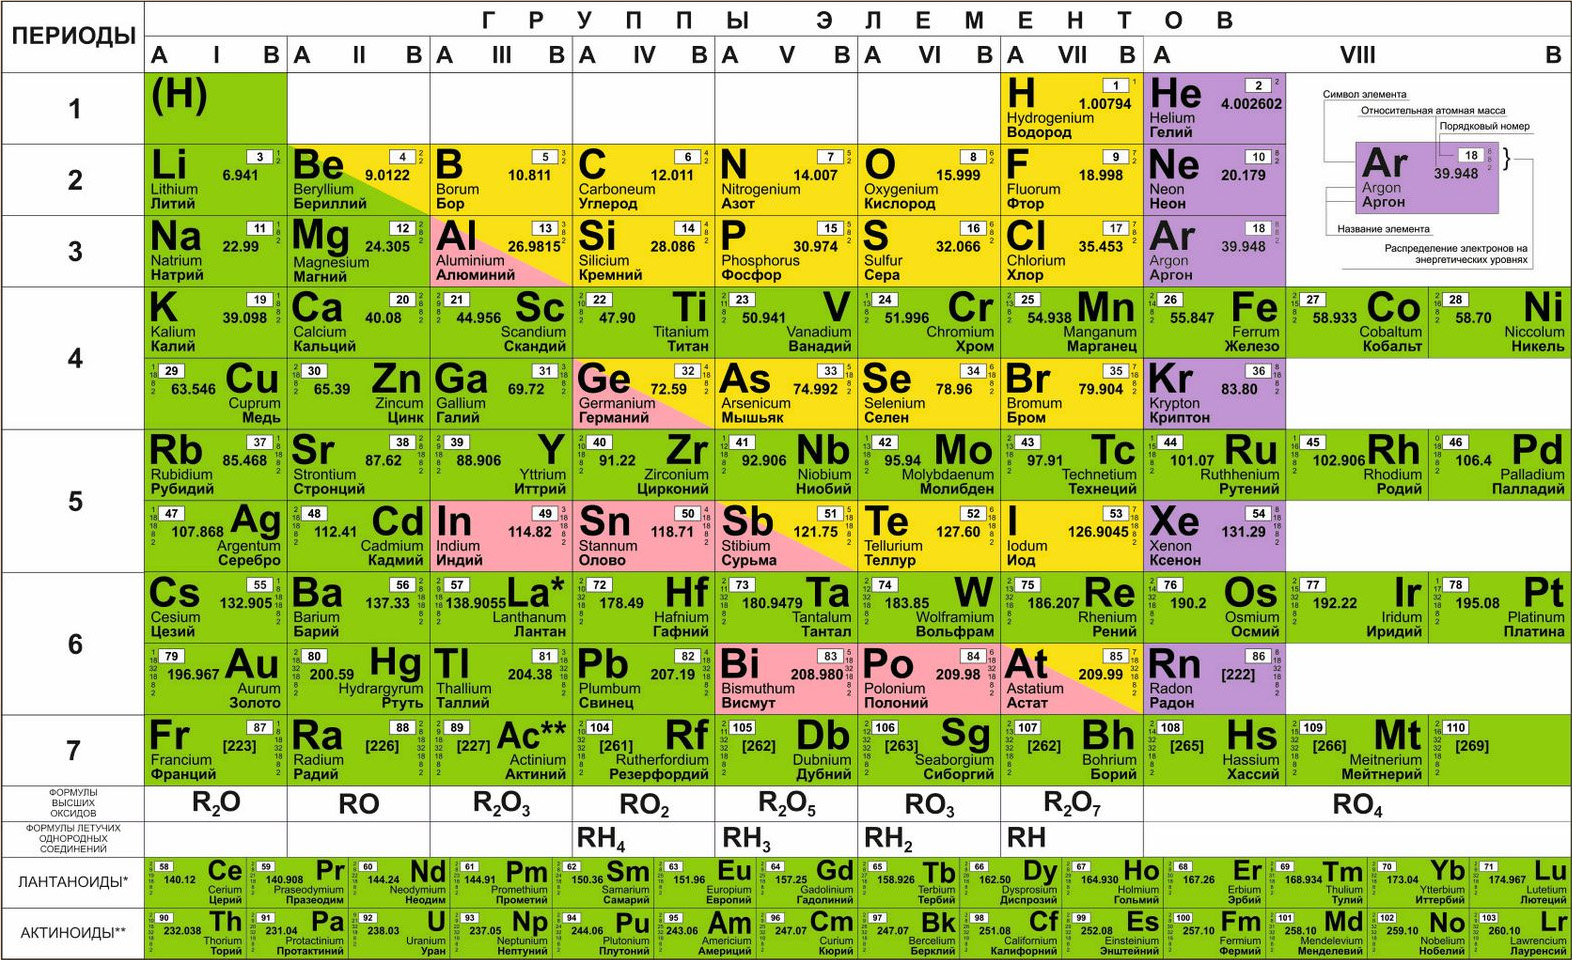 ПЕРИОДЫ
Г Р У П П Ы Э Л Е М Е Н Т О В
A I B A II B A III B A IV B A V B A VI B A VII B A VIII B
1
(H)
H 1 1.00794 Hydrogenium Водород
He 2 4.002602 Helium Гелий
Символ элемента
Относительная атомная масса
Порядковый номер
Ar 18 39.948 Argon Аргон
Название элемента
Распределение электронов на
энергетических уровнях
2
Li 3 6.941 Lithium Литий
Be 4 9.0122 Beryllium Бериллий
B 5 10.811 Borum Бор
C 6 12.011 Carboneum Углерод
N 7 14.007 Nitrogenium Азот
O 8 15.999 Oxygenium Кислород
F 9 18.998 Fluorum Фтор
Ne 10 20.179 Neon Неон
3
Na 11 22.99 Natrium Натрий
Mg 12 24.305 Magnesium Магний
Al 13 26.9815 Aluminium Алюминий
Si 14 28.086 Silicium Кремний
P 15 30.974 Phosphorus Фосфор
S 16 32.066 Sulfur Сера
Cl 17 35.453 Chlorium Хлор
Ar 18 39.948 Argon Аргон
4
K 19 39.098 Kalium Калий
Ca 20 40.08 Calcium Кальций
21 44.956 Sc Scandium Скандий
22 47.90 Ti Titanium Титан
23 50.941 V Vanadium Ванадий
24 51.996 Cr Chromium Хром
25 54.938 Mn Manganum Марганец
26 55.847 Fe Ferrum Железо
27 58.933 Co Cobaltum Кобальт
28 58.70 Ni Niccolum Никель
29 63.546 Cu Cuprum Медь
30 65.39 Zn Zincum Цинк
Ga 31 69.72 Gallium Галий
Ge 32 72.59 Germanium Германий
As 33 74.992 Arsenicum Мышьяк
Se 34 78.96 Selenium Селен
Br 35 79.904 Bromum Бром
Kr 36 83.80 Krypton Криптон
5
Rb 37 85.468 Rubidium Рубидий
Sr 38 87.62 Strontium Стронций
39 88.906 Y Yttrium Иттрий
40 91.22 Zr Zirconium Цирконий
41 92.906 Nb Niobium Ниобий
42 95.94 Mo Molybdaenum Молибден
43 97.91 Tc Technetium Технеций
44 101.07 Ru Ruthhenium Рутений
45 102.906 Rh Rhodium Родий
46 106.4 Pd Palladium Палладий
47 107.868 Ag Argentum Серебро
48 112.41 Cd Cadmium Кадмий
In 49 114.82 Indium Индий
Sn 50 118.71 Stannum Олово
Sb 51 121.75 Stibium Сурьма
Te 52 127.60 Tellurium Теллур
I 53 126.9045 Iodum Иод
Xe 54 131.29 Xenon Ксенон
6
Cs 55 132.905 Cesium Цезий
Ba 56 137.33 Barium Барий
57 138.9055 La* Lanthanum Лантан
72 178.49 Hf Hafnium Гафний
73 180.9479 Ta Tantalum Тантал
74 183.85 W Wolframium Вольфрам
75 186.207 Re Rhenium Рений
76 190.2 Os Osmium Осмий
77 192.22 Ir Iridium Иридий
78 195.08 Pt Platinum Платина
79 196.967 Au Aurum Золото
80 200.59 Hg Hydrargyrum Ртуть
Tl 81 204.38 Thallium Таллий
Pb 82 207.19 Plumbum Свинец
Bi 83 208.980 Bismuthum Висмут
Po 84 209.98 Polonium Полоний
At 85 209.99 Astatium Астат
Rn 86 [222] Radon Радон
7
Fr 87 [223] Francium Франций
Ra 88 [226] Radium Радий
89 [227] Ac** Actinium Актиний
104 [261] Rf Rutherfordium Резерфордий
105 [262] Db Dubnium Дубний
106 [263] Sg Seaborgium Сиборгий
107 [262] Bh Bohrium Борий
108 [265] Hs Hassium Хассий
109 [266] Mt Meitnerium Мейтнерий
110 [269]
ФОРМУЛЫ
ВЫСШИХ
ОКСИДОВ
R₂O RO R₂O₃ RO₂ R₂O₅ RO₃ R₂O₇ RO₄
ФОРМУЛЫ ЛЕТУЧИХ
ОДНОРОДНЫХ
СОЕДИНЕНИЙ
RH₄ RH₃ RH₂ RH
ЛАНТАНОИДЫ*
58 140.12 Ce Cerium Церий
59 140.908 Pr Praseodymium Празеодим
60 144.24 Nd Neodymium Неодим
61 144.91 Pm Promethium Прометий
62 150.36 Sm Samarium Самарий
63 151.96 Eu Europium Европий
64 157.25 Gd Gadolinium Гадолиний
65 158.926 Tb Terbium Тербий
66 162.50 Dy Dysprosium Диспрозий
67 164.930 Ho Holmium Гольмий
68 167.26 Er Erbium Эрбий
69 168.934 Tm Thulium Тулий
70 173.04 Yb Ytterbium Иттербий
71 174.967 Lu Lutetium Лютеций
АКТИНОИДЫ**
90 232.038 Th Thorium Торий
91 231.04 Pa Protactinium Протактиний
92 238.03 U Uranium Уран
93 237.05 Np Neptunium Нептуний
94 244.06 Pu Plutonium Плутоний
95 243.06 Am Americium Америций
96 247.07 Cm Curium Кюрий
97 247.07 Bk Bercelium Берклий
98 251.08 Cf Californium Калифорний
99 252.08 Es Einsteinium Энштейний
100 257.10 Fm Fermium Фермий
101 258.10 Md Mendelevium Менделевий
102 259.10 No Nobelium Нобелий
103 260.10 Lr Lawrencium Лауренсий